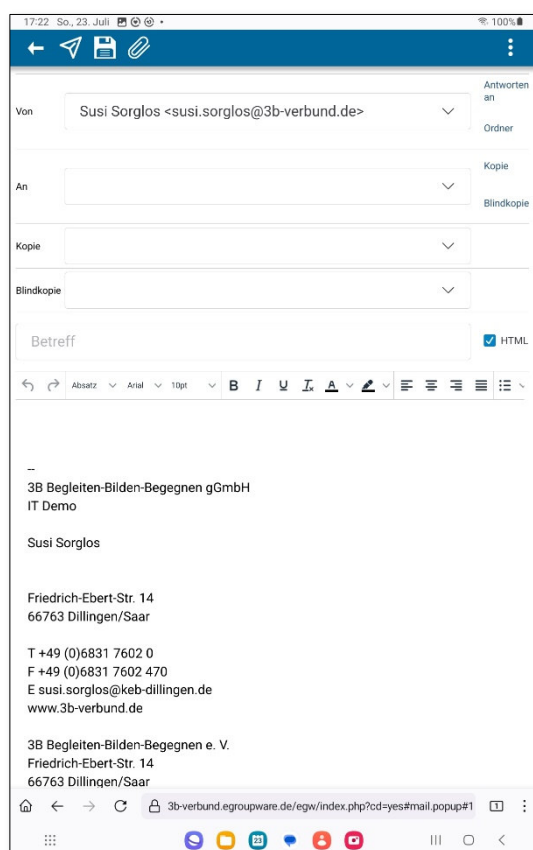 17:22 So., 23. Juli 100%
Antworten an
Von Susi Sorglos <susi.sorglos@3b-verbund.de>
Ordner
Kopie
An
Blindkopie
Kopie
Blindkopie
Betreff HTML
Absatz Arial 10pt B I U Tx A
--
3B Begleiten-Bilden-Begegnen gGmbH
IT Demo
Susi Sorglos
Friedrich-Ebert-Str. 14
66763 Dillingen/Saar
T +49 (0)6831 7602 0
F +49 (0)6831 7602 470
E susi.sorglos@keb-dillingen.de
www.3b-verbund.de
3B Begleiten-Bilden-Begegnen e. V.
Friedrich-Ebert-Str. 14
66763 Dillingen/Saar
3b-verbund.egroupware.de/egw/index.php?cd=yes#mail.popup#1 1
23